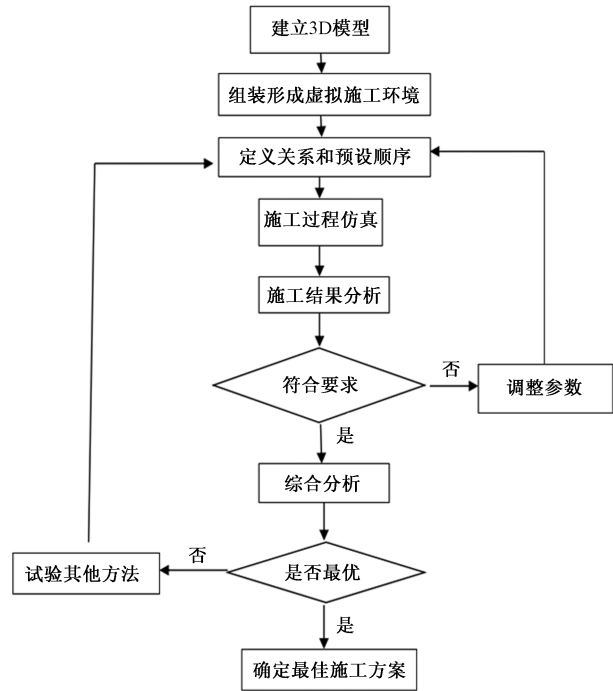 建立3D模型
组装形成虚拟施工环境
定义关系和预设顺序
施工过程仿真
施工结果分析
符合要求
否
调整参数
是
综合分析
是否最优
否
试验其他方法
是
确定最佳施工方案